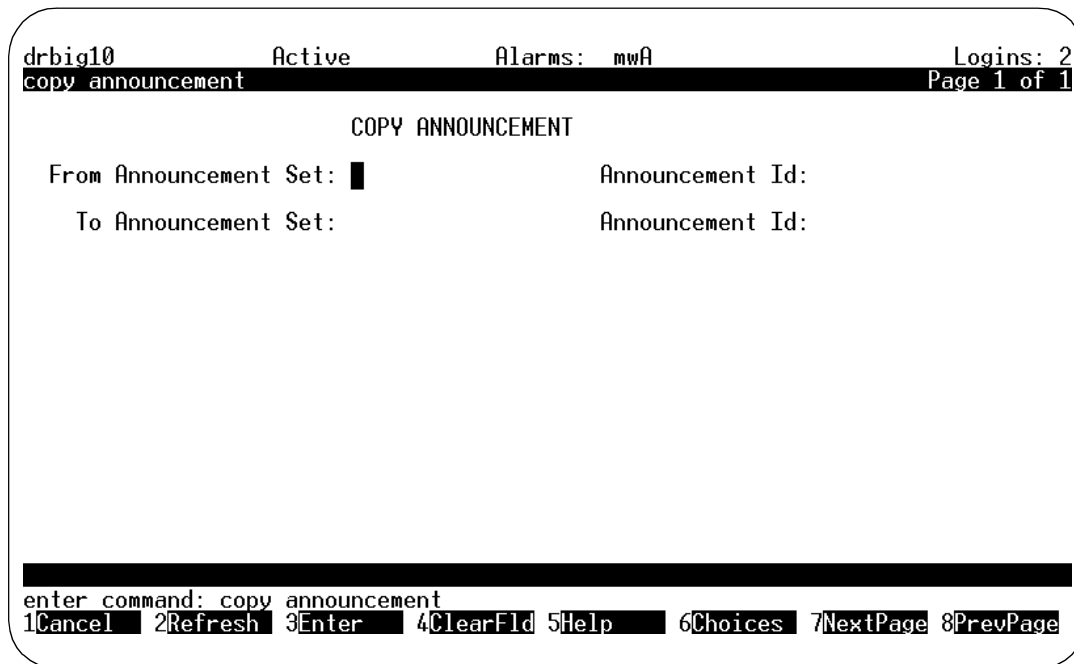 drbig10 Active Alarms: mwA Logins: 2
copy announcement Page 1 of 1
COPY ANNOUNCEMENT
From Announcement Set: Announcement Id:
To Announcement Set: Announcement Id:
enter command: copy announcement
1Cancel 2Refresh 3Enter 4ClearFld 5Help 6Choices 7NextPage 8PrevPage